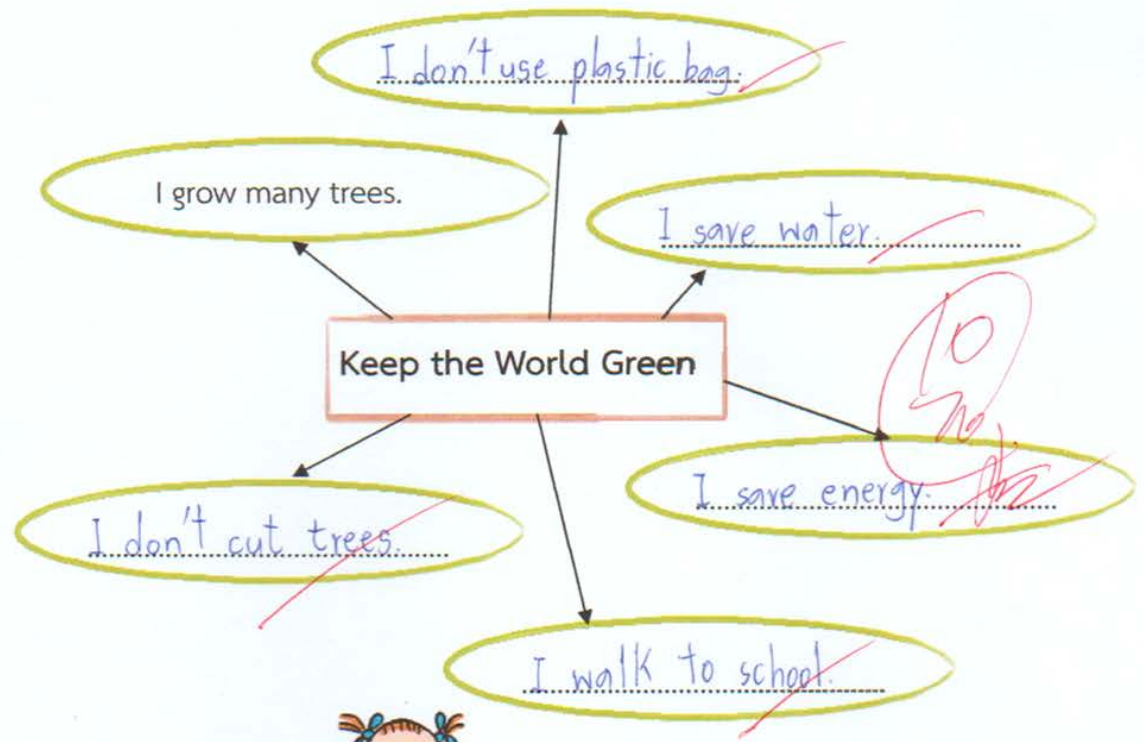 I don't use plastic bag.
I grow many trees.
I save water.
Keep the World Green
10
I save energy.
I don't cut trees.
I walk to school.